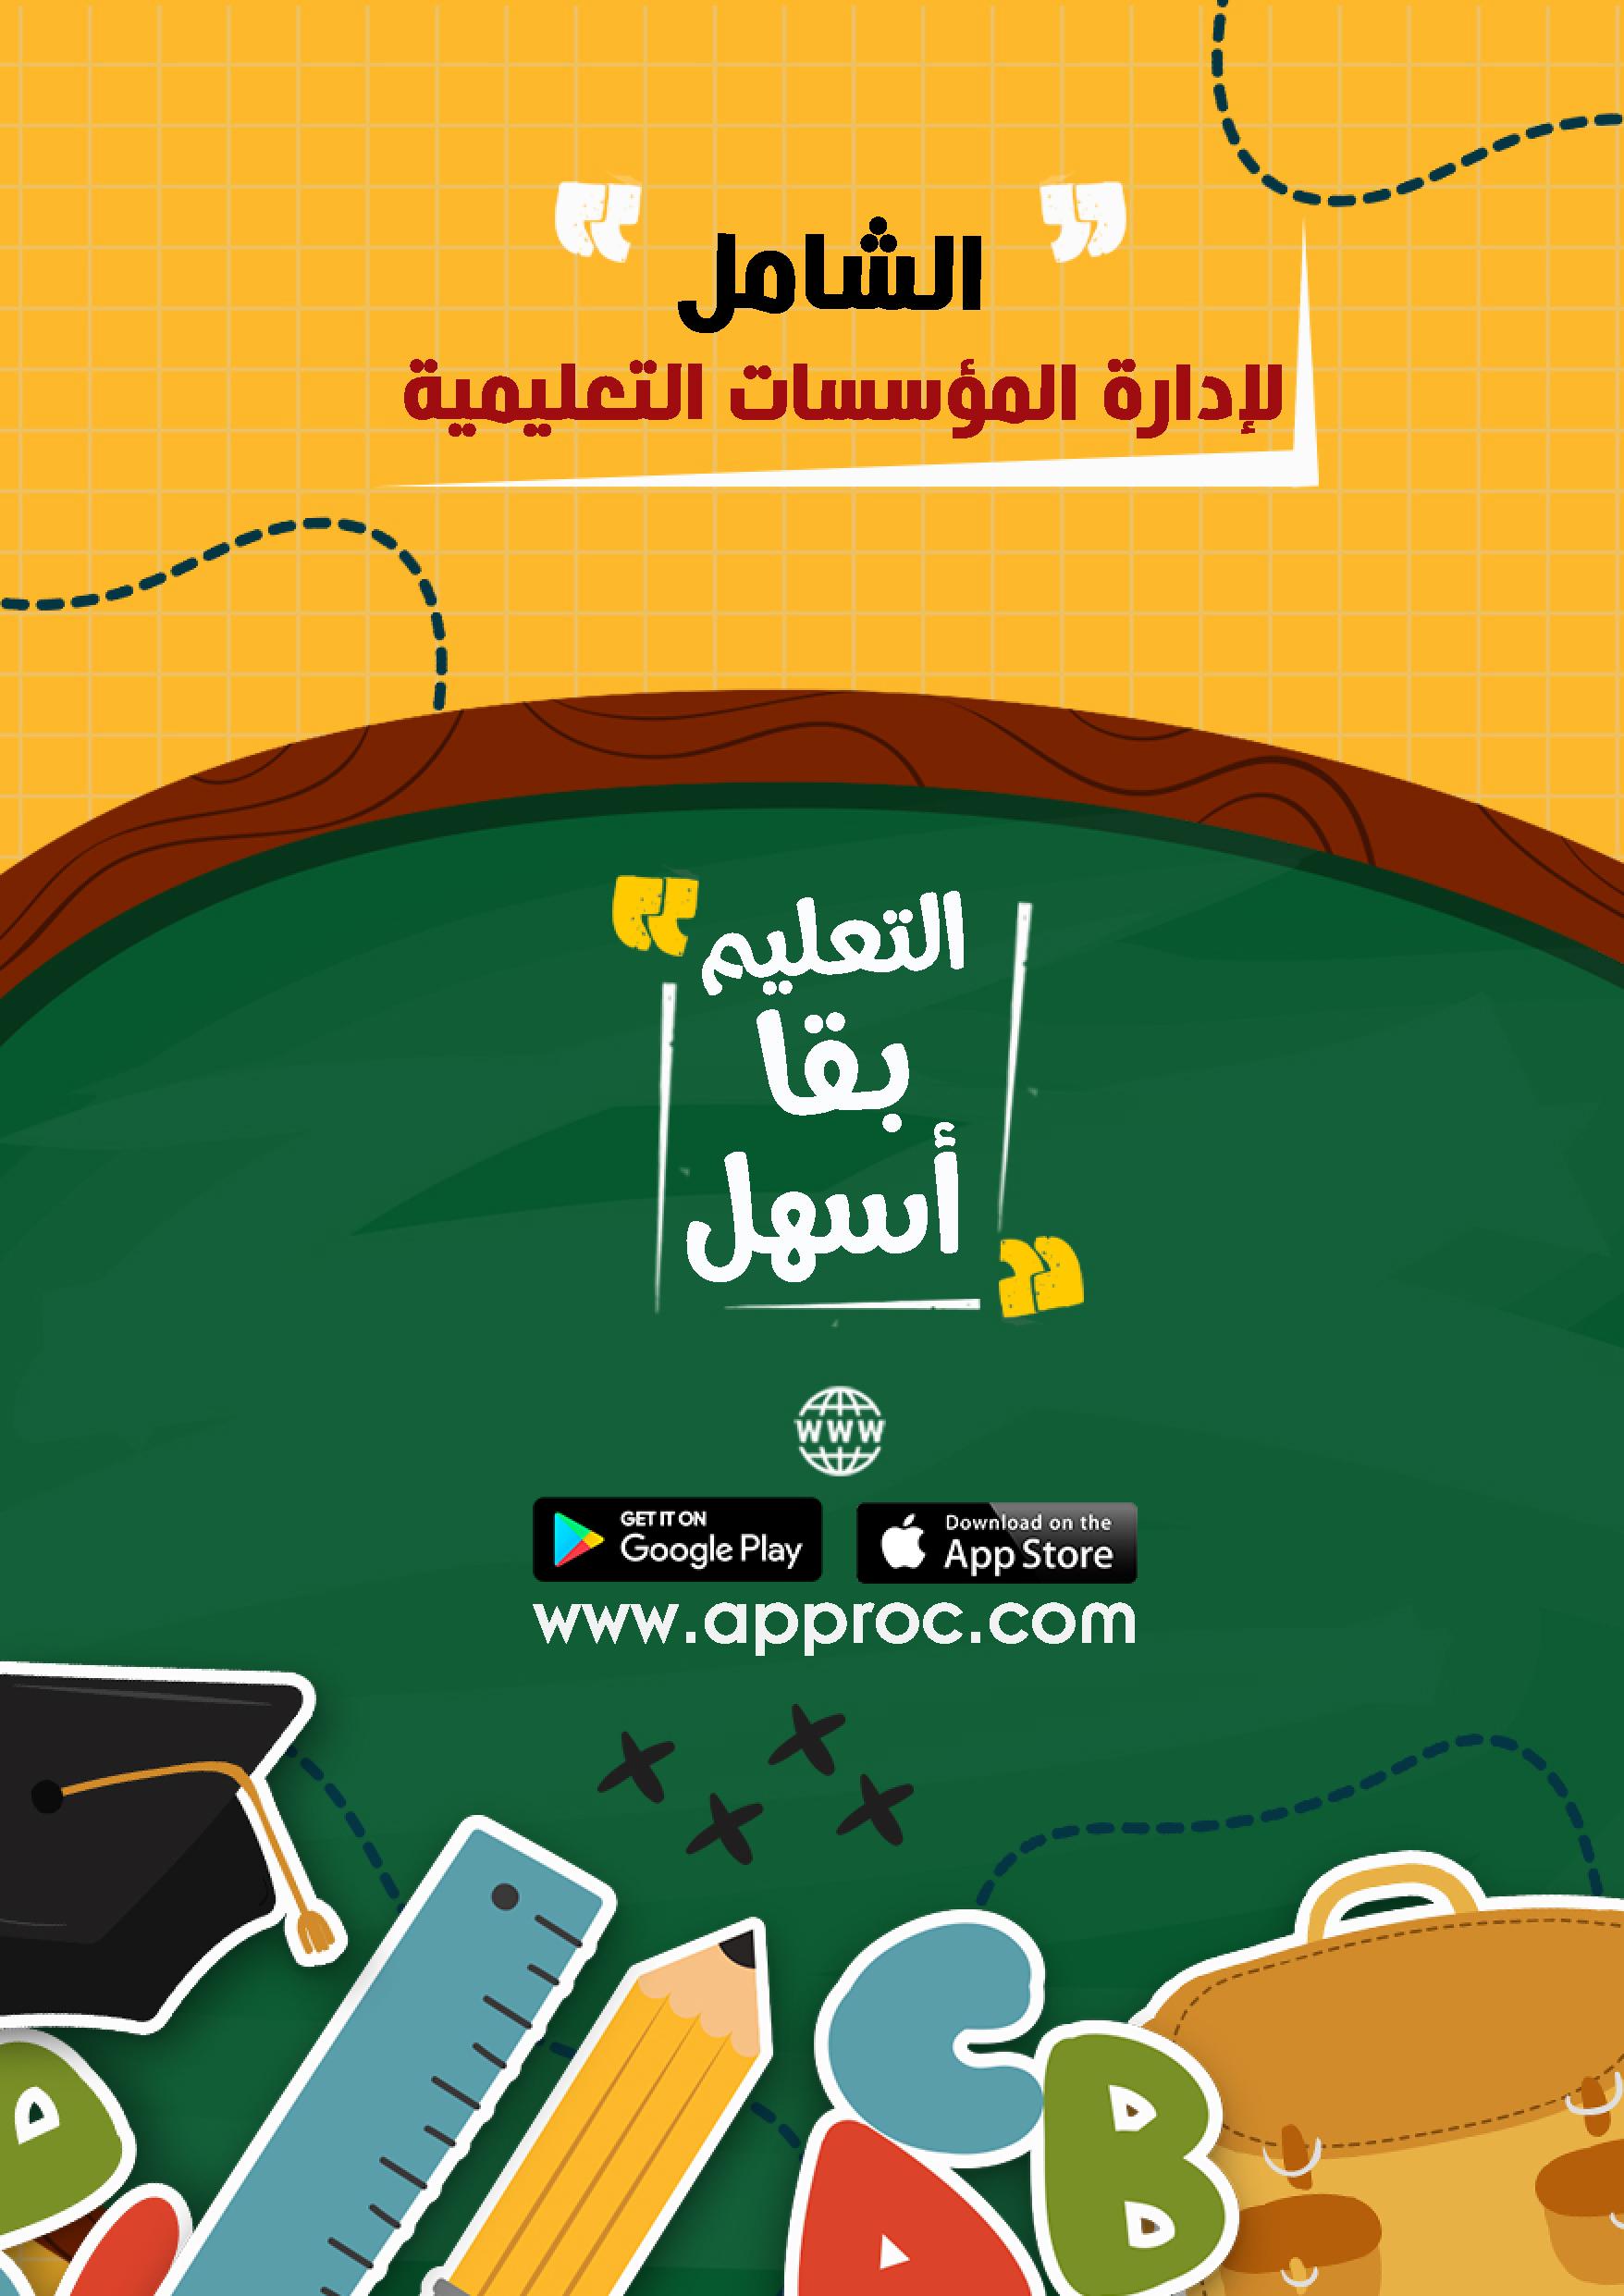 الشامل
لإدارة المؤسسات التعليمية
التعليم
بقا
أسهل
WWW
GET IT ON
Google Play
Download on the
App Store
www.approc.com
C
B
A